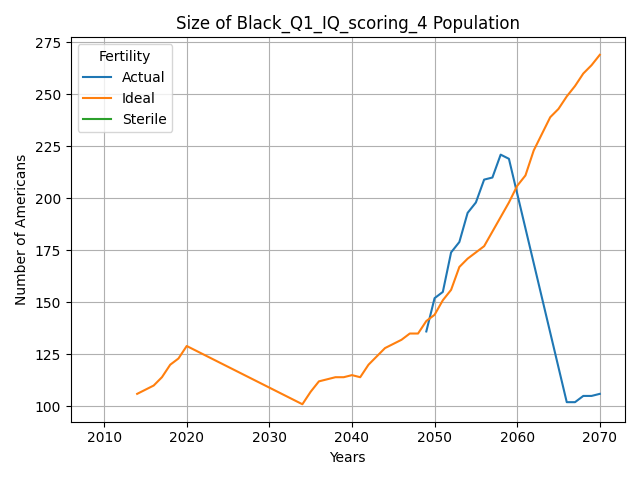 Size of Black_Q1_IQ_scoring_4 Population
Fertility
Actual
Ideal
Sterile
Number of Americans
275
250
225
200
175
150
125
100
2010 2020 2030 2040 2050 2060 2070
Years